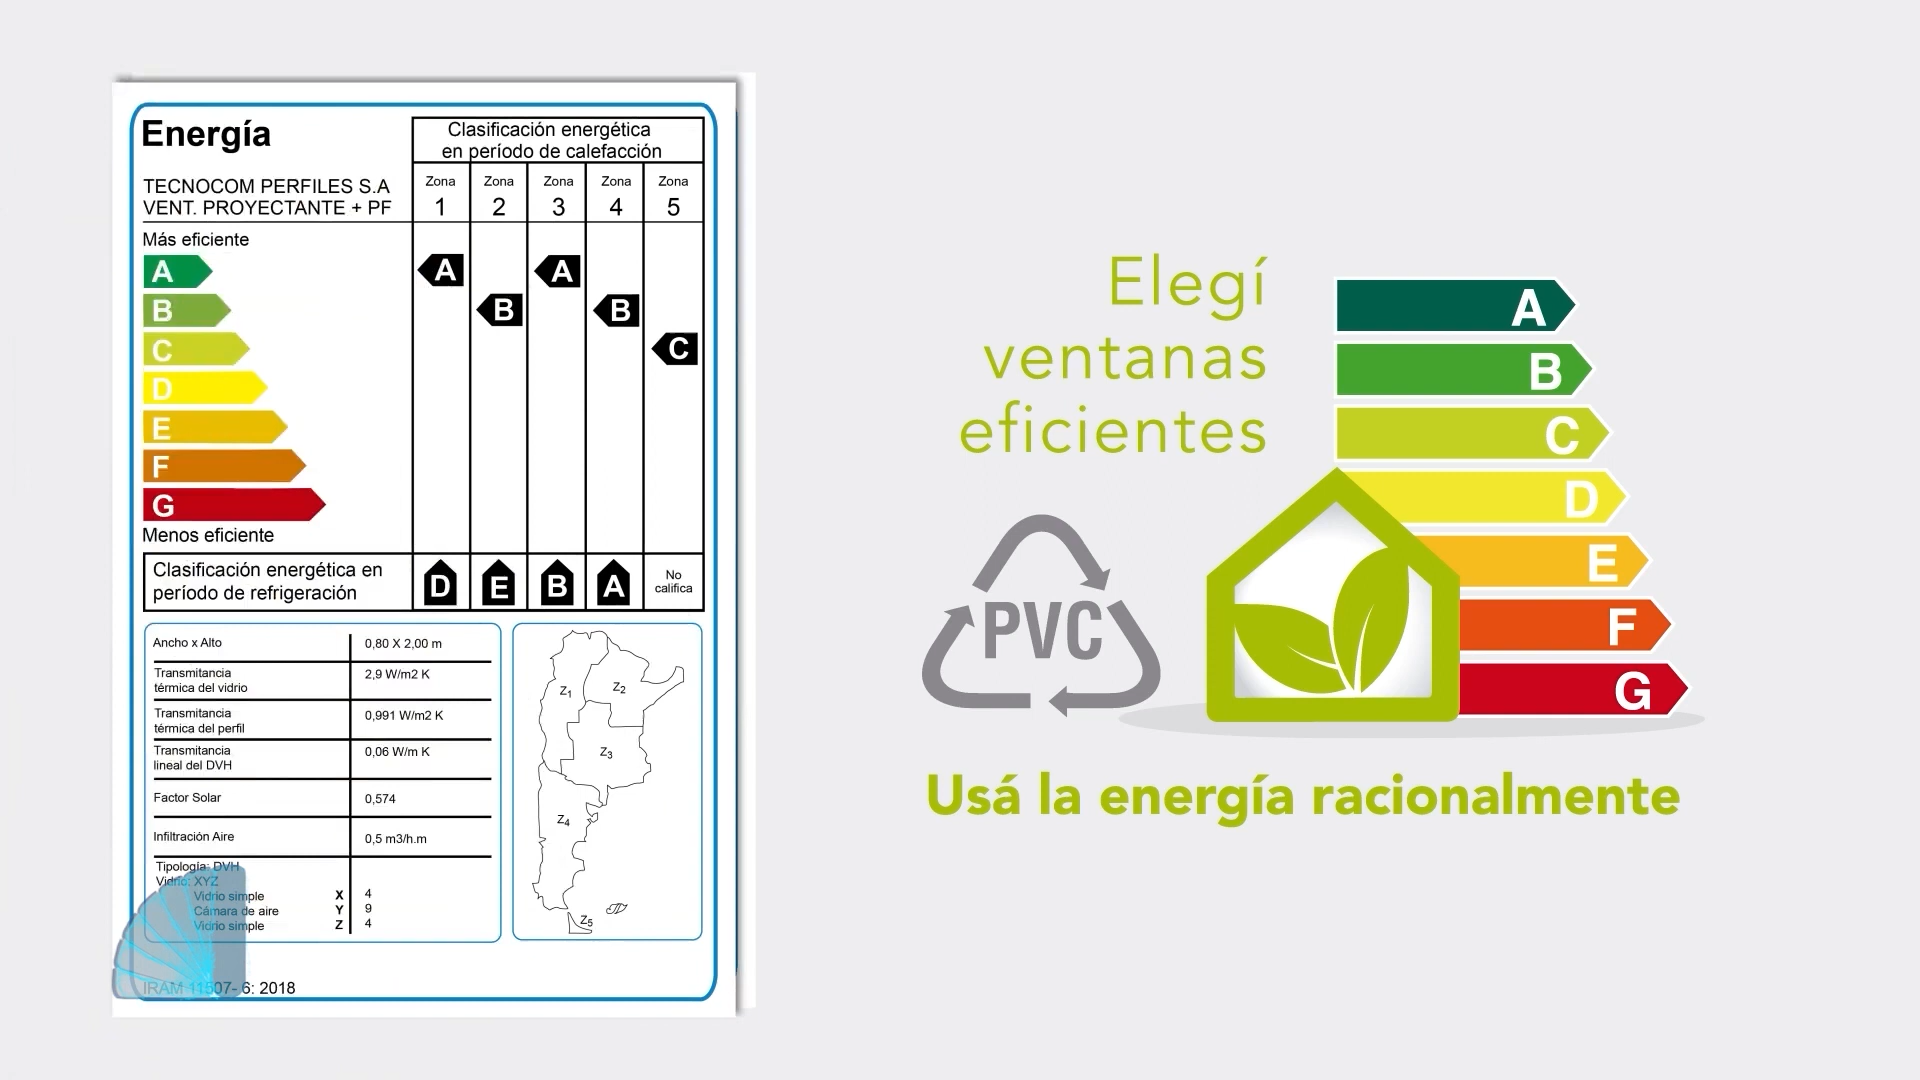 Energía
TECNOCOM PERFILES S.A
VENT. PROYECTANTE + PF
Clasificación energética
en período de calefacción
Zona Zona Zona Zona Zona
1 2 3 4 5
Más eficiente
A A A
B B B
C C
D
E
F
G
Menos eficiente
Clasificación energética en
período de refrigeración
D E B A No
califica
Ancho x Alto 0,80 X 2,00 m
Transmitancia
térmica del vidrio 2,9 W/m2 K
Transmitancia
térmica del perfil 0,991 W/m2 K
Transmitancia
lineal del DVH 0,06 W/m K
Factor Solar 0,574
Infiltración Aire 0,5 m3/h.m
Tipología: DVH
Vidrio: XYZ
Vidrio simple X 4
Cámara de aire Y 9
Vidrio simple Z 4
Z1
Z2
Z3
Z4
Z5
IRAM 11507- 6: 2018
Elegí
ventanas
eficientes
A
B
C
D
E
F
G
PVC
Usá la energía racionalmente